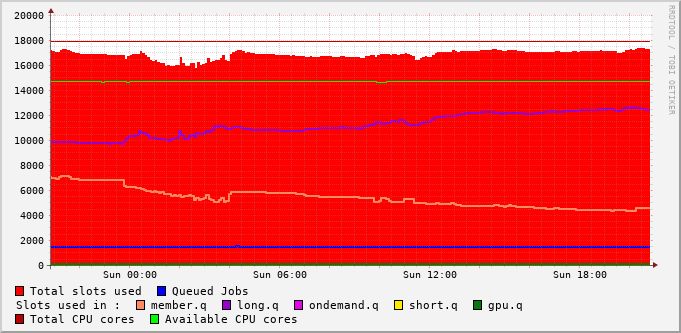 RRDTOOL / TOBI OETIKER
20000
18000
16000
14000
12000
10000
8000
6000
4000
2000
0
Sun 00:00 Sun 06:00 Sun 12:00 Sun 18:00
Total slots used Queued Jobs
Slots used in : member.q long.q ondemand.q short.q gpu.q
Total CPU cores Available CPU cores